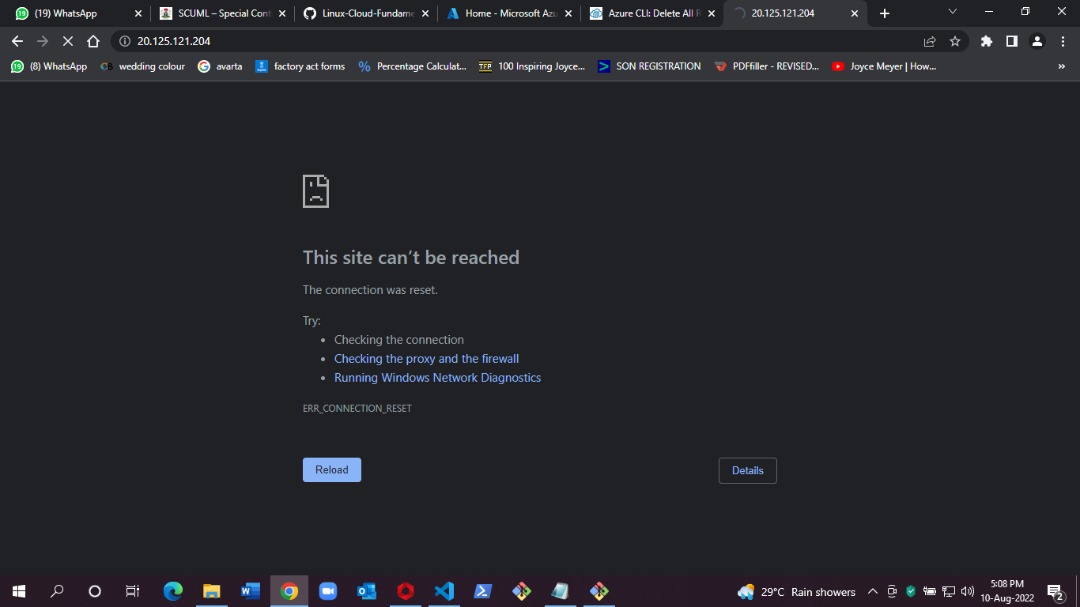 (19) WhatsApp
SCUML – Special Cont
Linux-Cloud-Fundame
Home - Microsoft Azu
Azure CLI: Delete All R
20.125.121.204
20.125.121.204
(8) WhatsApp
wedding colour
avarta
factory act forms
Percentage Calculat...
100 Inspiring Joyce...
SON REGISTRATION
PDFfiller - REVISED...
Joyce Meyer | How...
»
This site can't be reached
The connection was reset.
Try:
• Checking the connection
• Checking the proxy and the firewall
• Running Windows Network Diagnostics
ERR_CONNECTION_RESET
Reload
Details
29°C Rain showers
5:08 PM
10-Aug-2022
2